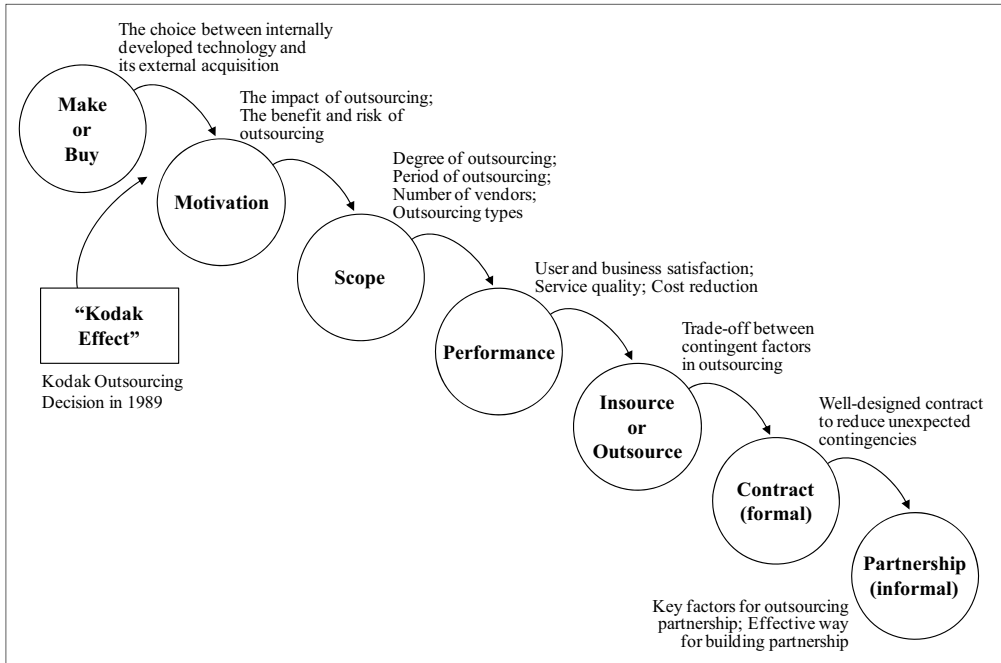 The choice between internally
developed technology and
its external acquisition
Make
or
Buy
The impact of outsourcing;
The benefit and risk of
outsourcing
Motivation
Degree of outsourcing;
Period of outsourcing;
Number of vendors;
Outsourcing types
Scope
“Kodak
Effect”
Kodak Outsourcing
Decision in 1989
User and business satisfaction;
Service quality; Cost reduction
Performance
Trade-off between
contingent factors
in outsourcing
Insource
or
Outsource
Well-designed contract
to reduce unexpected
contingencies
Contract
(formal)
Partnership
(informal)
Key factors for outsourcing
partnership; Effective way
for building partnership